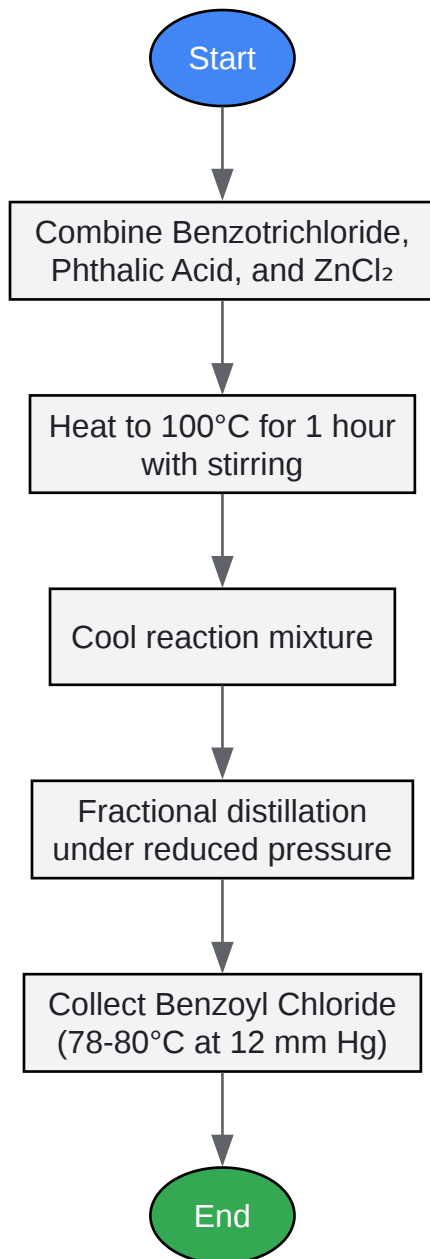 Start
Combine Benzotrichloride,
Phthalic Acid, and ZnCl₂
Heat to 100°C for 1 hour
with stirring
Cool reaction mixture
Fractional distillation
under reduced pressure
Collect Benzoyl Chloride
(78-80°C at 12 mm Hg)
End